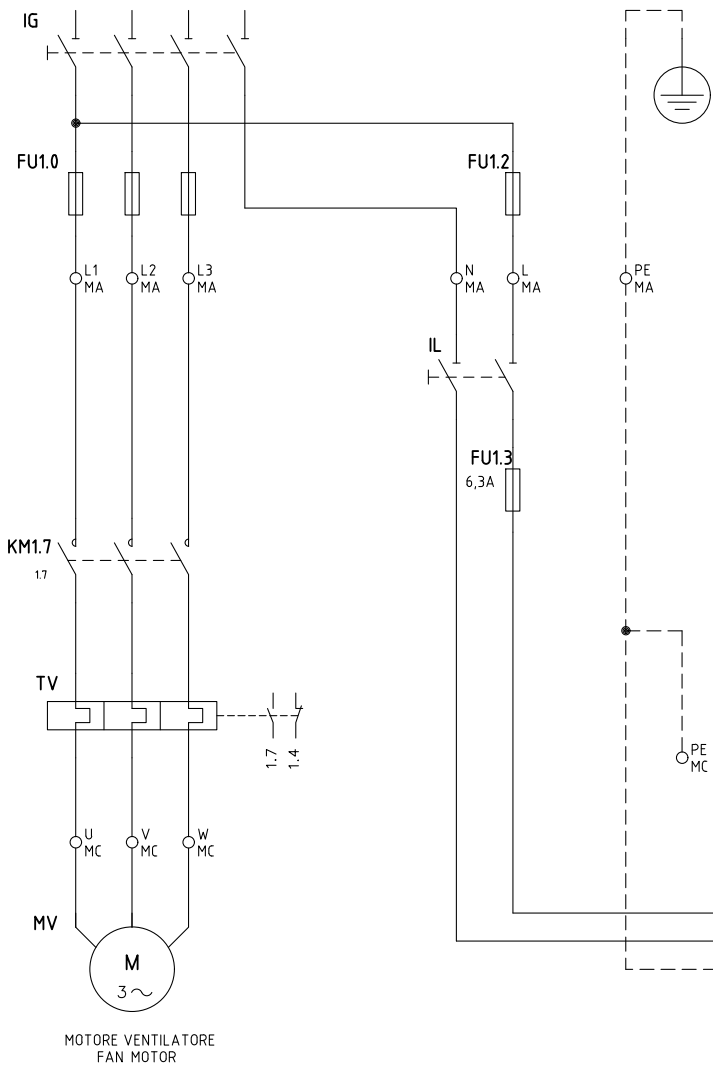 IG
FU1.0
FU1.2
L1
MA
L2
MA
L3
MA
N
MA
L
MA
PE
MA
IL
FU1.3
6,3A
KM1.7
1.7
TV
1.7
1.4
PE
MC
U
MC
V
MC
W
MC
MV
M
3~
MOTORE VENTILATORE
FAN MOTOR